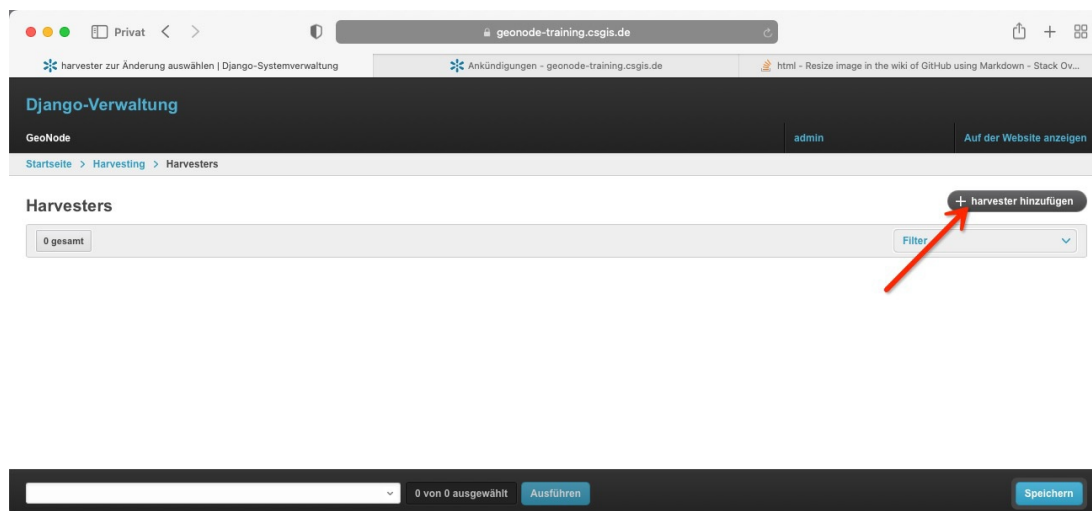 Privat
geonode-training.csgis.de
harvester zur Änderung auswählen | Django-Systemverwaltung
Ankündigungen - geonode-training.csgis.de
html - Resize image in the wiki of GitHub using Markdown - Stack Ov...
Django-Verwaltung
GeoNode
admin
Auf der Website anzeigen
Startseite > Harvesting > Harvesters
Harvesters
+ harvester hinzufügen
0 gesamt
Filter
0 von 0 ausgewählt
Ausführen
Speichern